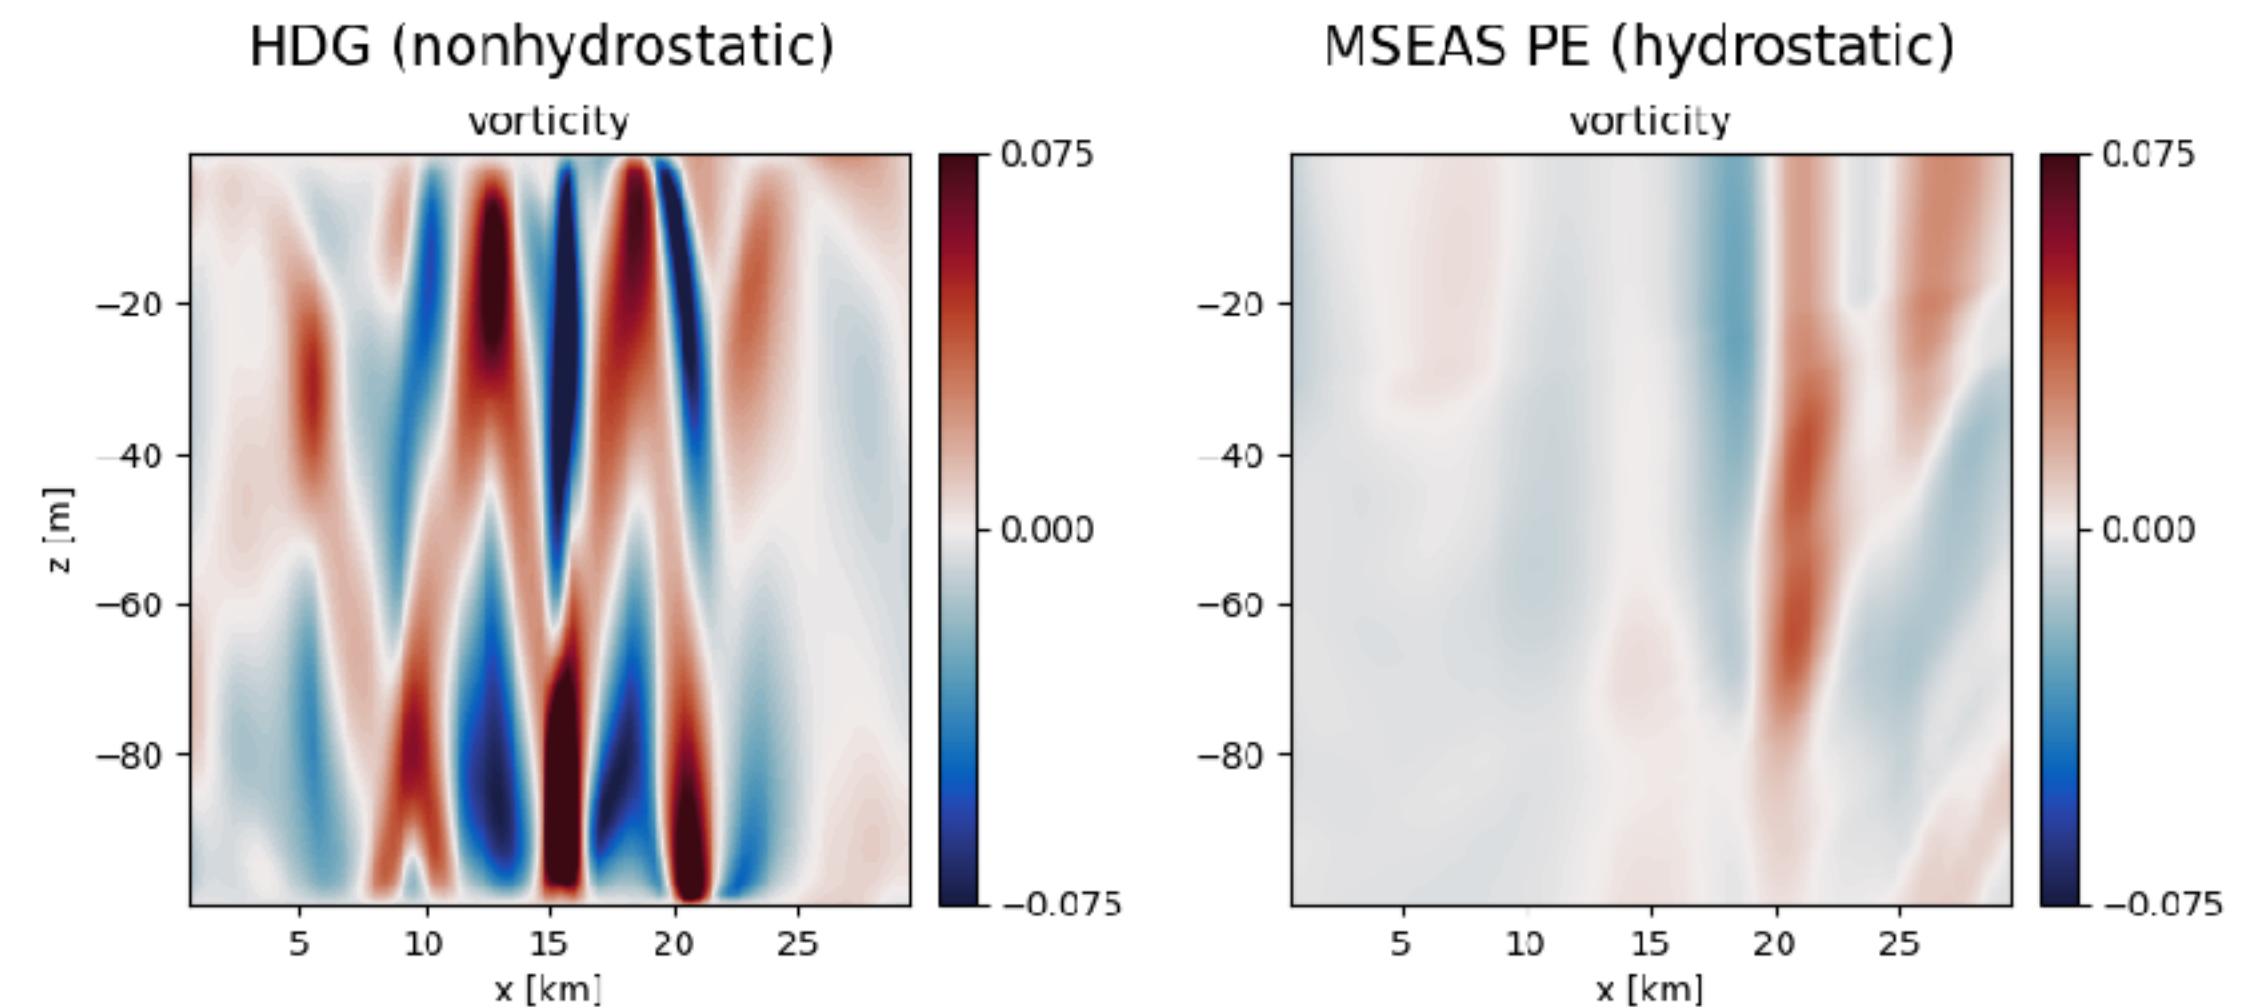 HDG (nonhydrostatic)
vorticity
0.075
0.000
−0.075
−20
−40
−60
−80
z [m]
5 10 15 20 25
x [km]
MSEAS PE (hydrostatic)
vorticity
0.075
0.000
−0.075
−20
−40
−60
−80
5 10 15 20 25
x [km]